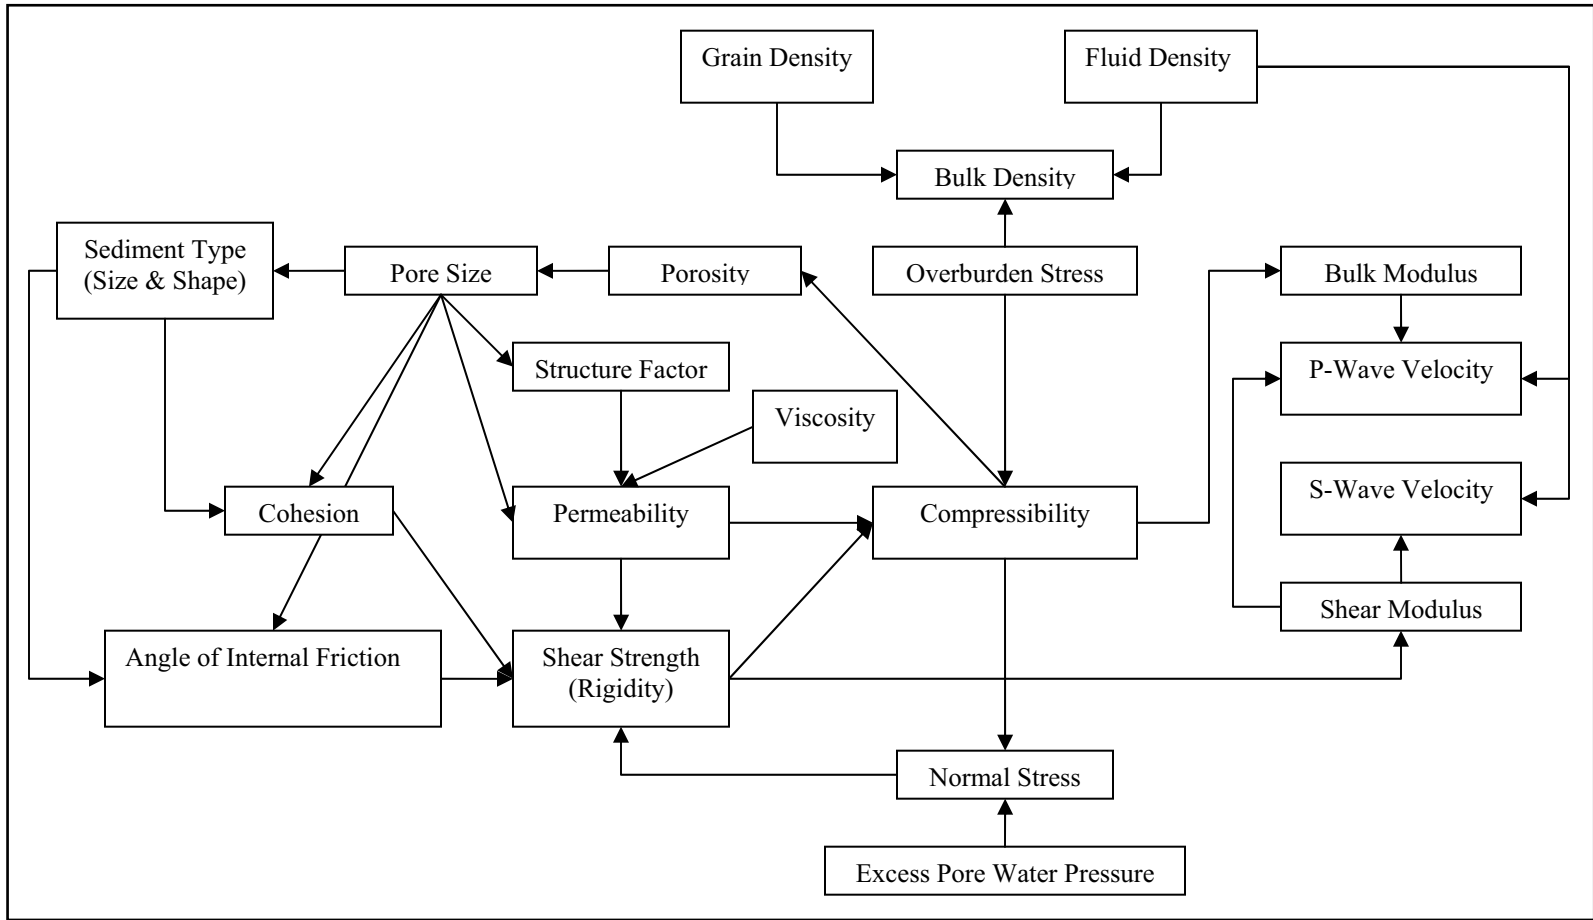 Grain Density
Fluid Density
Bulk Density
Sediment Type
(Size & Shape)
Pore Size
Porosity
Overburden Stress
Bulk Modulus
Structure Factor
P-Wave Velocity
Viscosity
S-Wave Velocity
Cohesion
Permeability
Compressibility
Shear Modulus
Angle of Internal Friction
Shear Strength
(Rigidity)
Normal Stress
Excess Pore Water Pressure